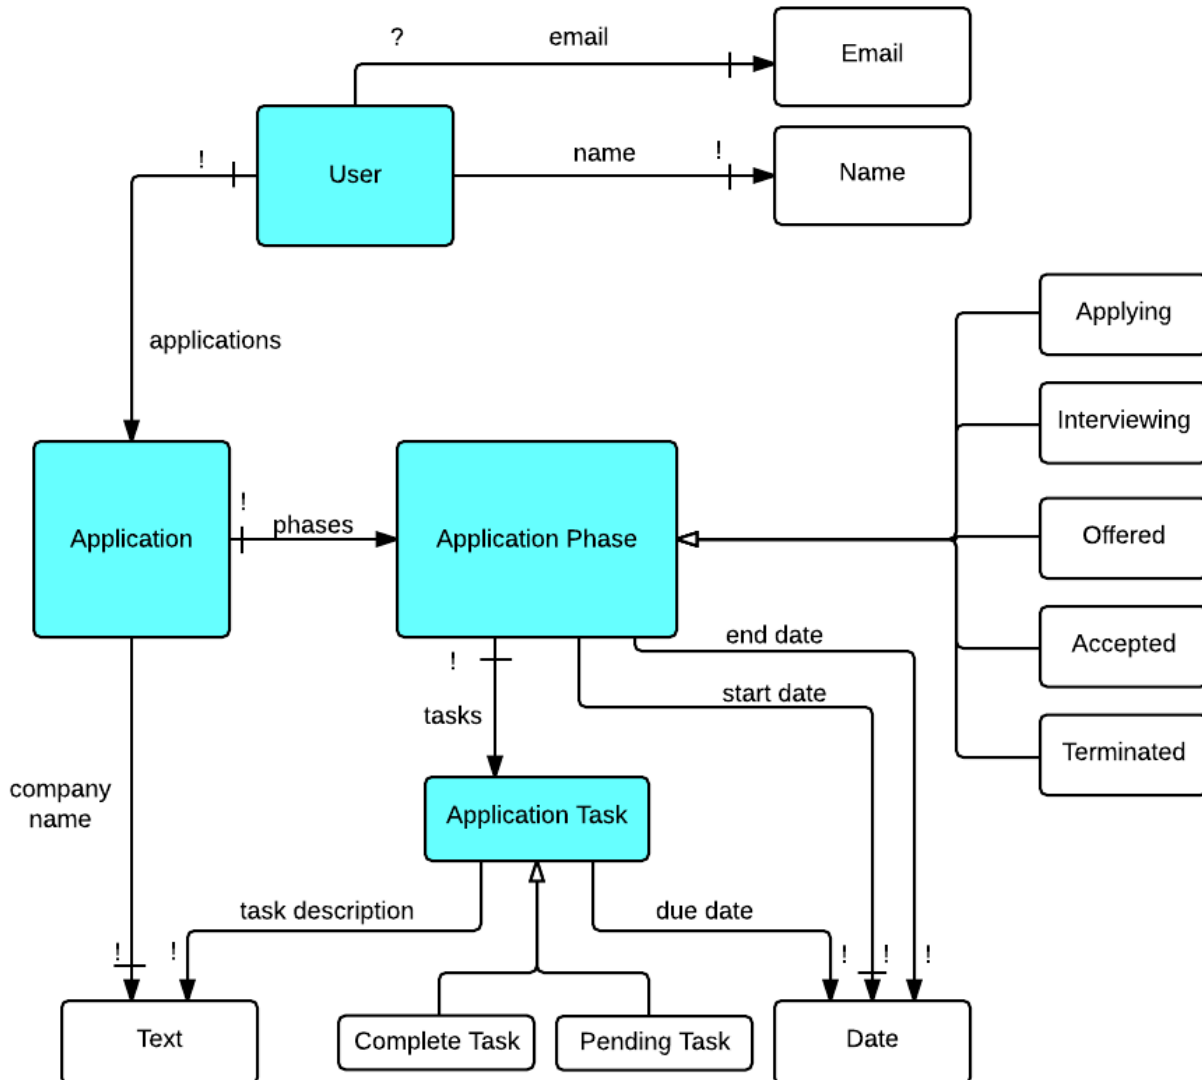 ? email
Email
! name !
User
Name
applications
Applying
Interviewing
!
phases
Application
Application Phase
Offered
end date
Accepted
!
start date
tasks
Terminated
company
name
Application Task
task description
due date
! ! ! ! !
Text
Complete Task
Pending Task
Date